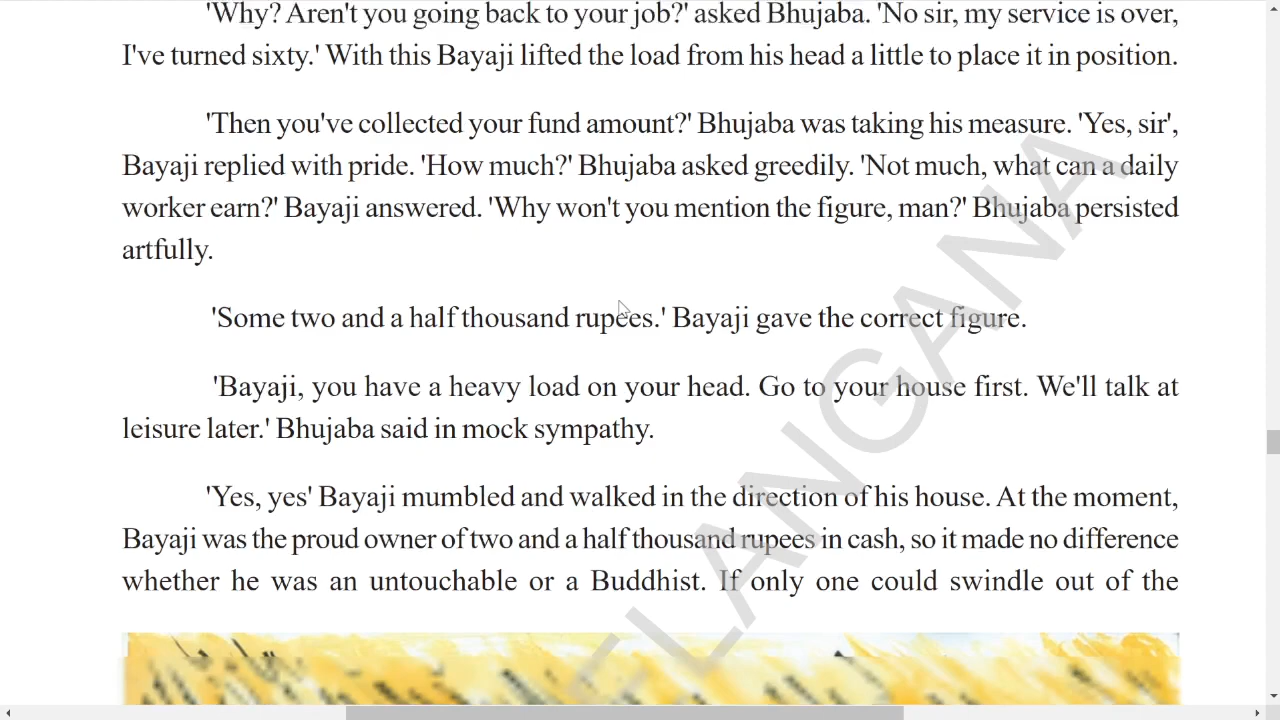 'Why? Aren't you going back to your job?' asked Bhujaba. 'No sir, my service is over,
I've turned sixty.' With this Bayaji lifted the load from his head a little to place it in position.
'Then you've collected your fund amount?' Bhujaba was taking his measure. 'Yes, sir',
Bayaji replied with pride. 'How much?' Bhujaba asked greedily. 'Not much, what can a daily
worker earn?' Bayaji answered. 'Why won't you mention the figure, man?' Bhujaba persisted
artfully.
'Some two and a half thousand rupees.' Bayaji gave the correct figure.
'Bayaji, you have a heavy load on your head. Go to your house first. We'll talk at
leisure later.' Bhujaba said in mock sympathy.
'Yes, yes' Bayaji mumbled and walked in the direction of his house. At the moment,
Bayaji was the proud owner of two and a half thousand rupees in cash, so it made no difference
whether he was an untouchable or a Buddhist. If only one could swindle out of the
ELANGANA